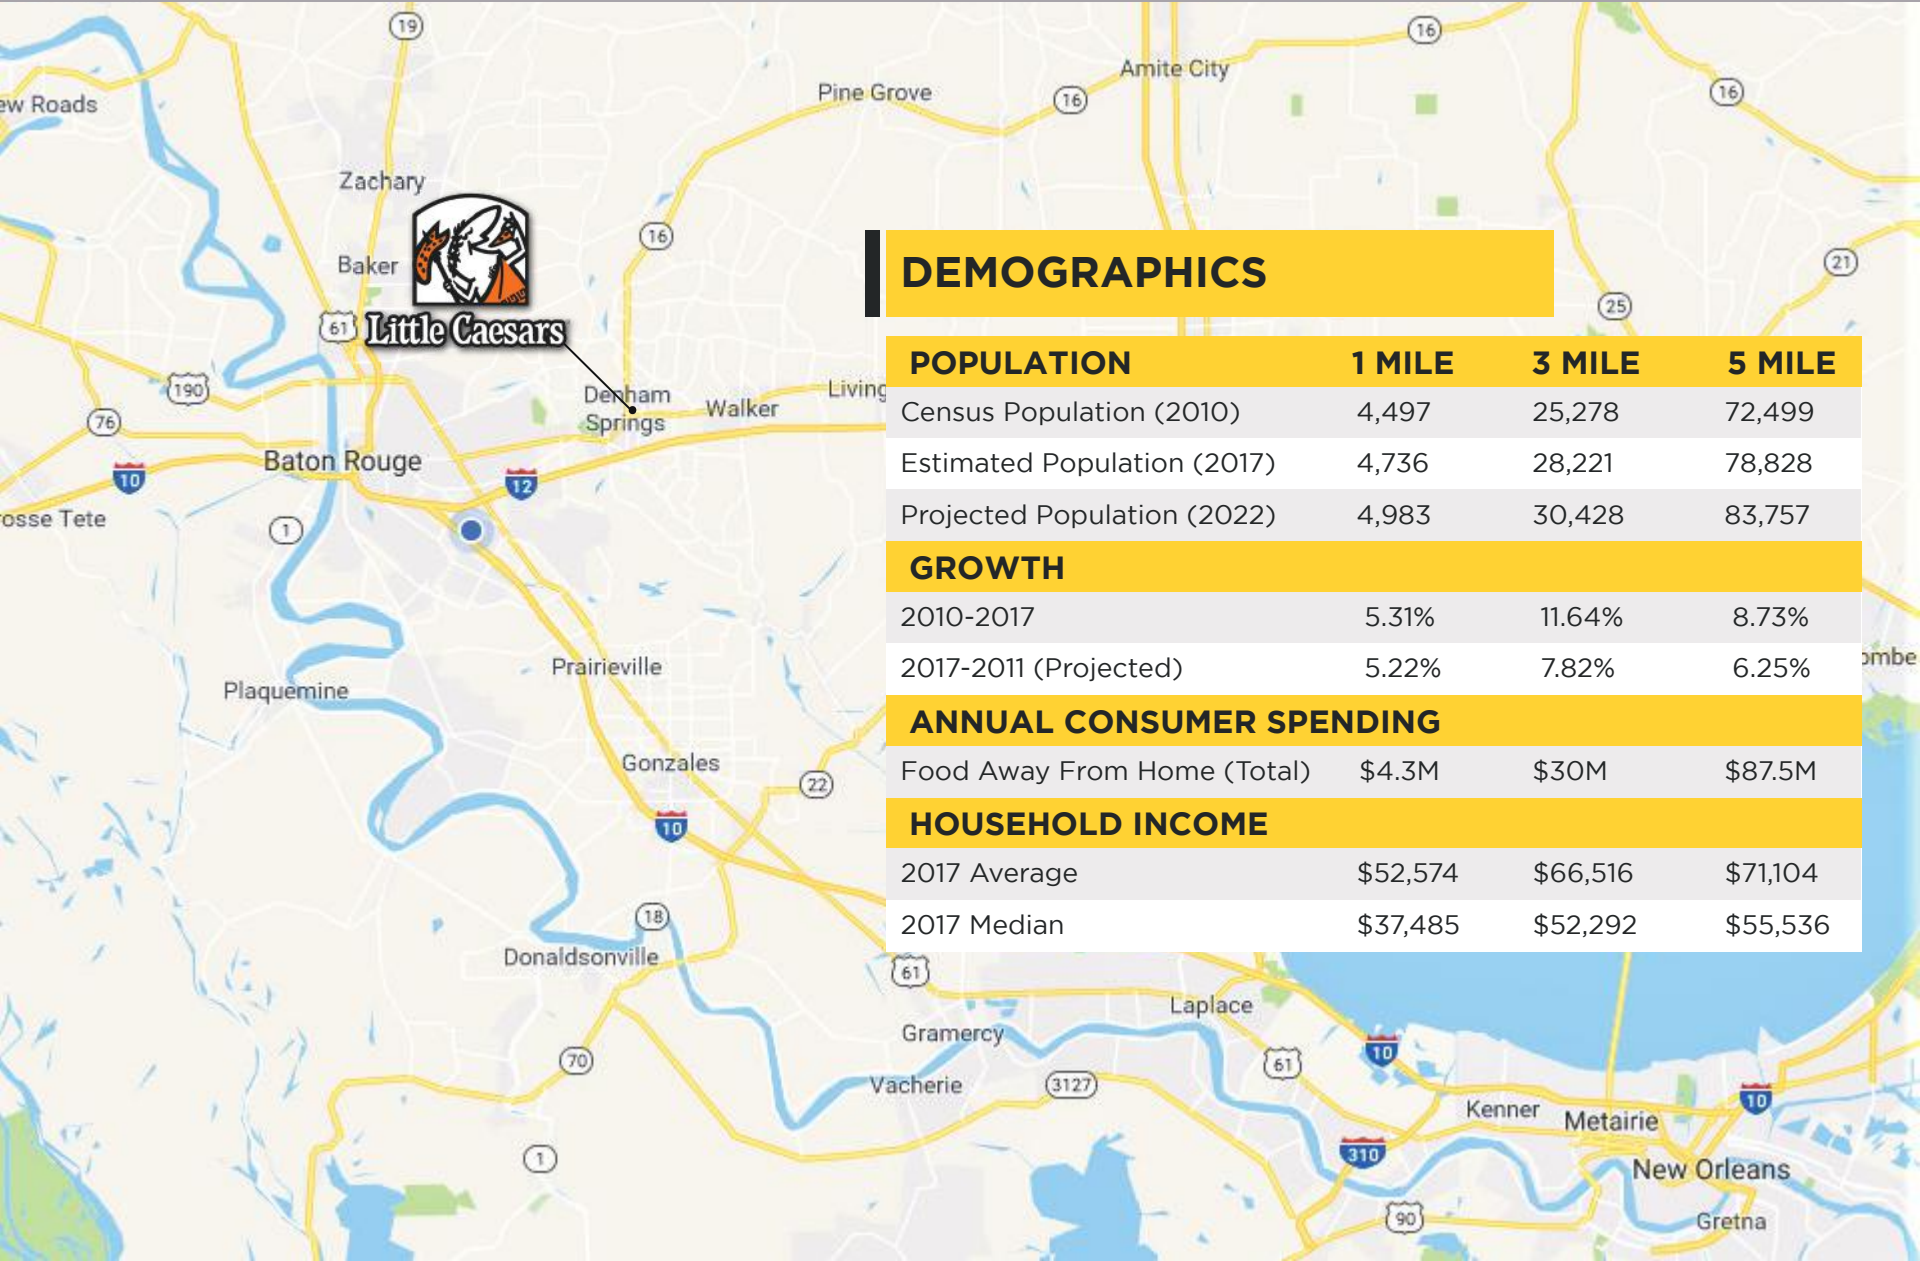 19
16
Amite City
Pine Grove
16
16
ew Roads
Zachary
16
Baker
21
DEMOGRAPHICS
25
61
Little Caesars
POPULATION 1 MILE 3 MILE 5 MILE
190
Denham
Springs
Walker
Living
Census Population (2010) 4,497 25,278 72,499
76
Baton Rouge
Estimated Population (2017) 4,736 28,221 78,828
10
12
Projected Population (2022) 4,983 30,428 83,757
osse Tete
1
GROWTH
2010-2017 5.31% 11.64% 8.73%
2017-2011 (Projected) 5.22% 7.82% 6.25%
ombe
Prairieville
Plaquemine
ANNUAL CONSUMER SPENDING
Food Away From Home (Total) $4.3M $30M $87.5M
Gonzales
22
10
HOUSEHOLD INCOME
2017 Average $52,574 $66,516 $71,104
2017 Median $37,485 $52,292 $55,536
18
Donaldsonville
61
Laplace
Gramercy
10
70
61
Vacherie
3127
10
Kenner
Metairie
310
1
New Orleans
90
Gretna